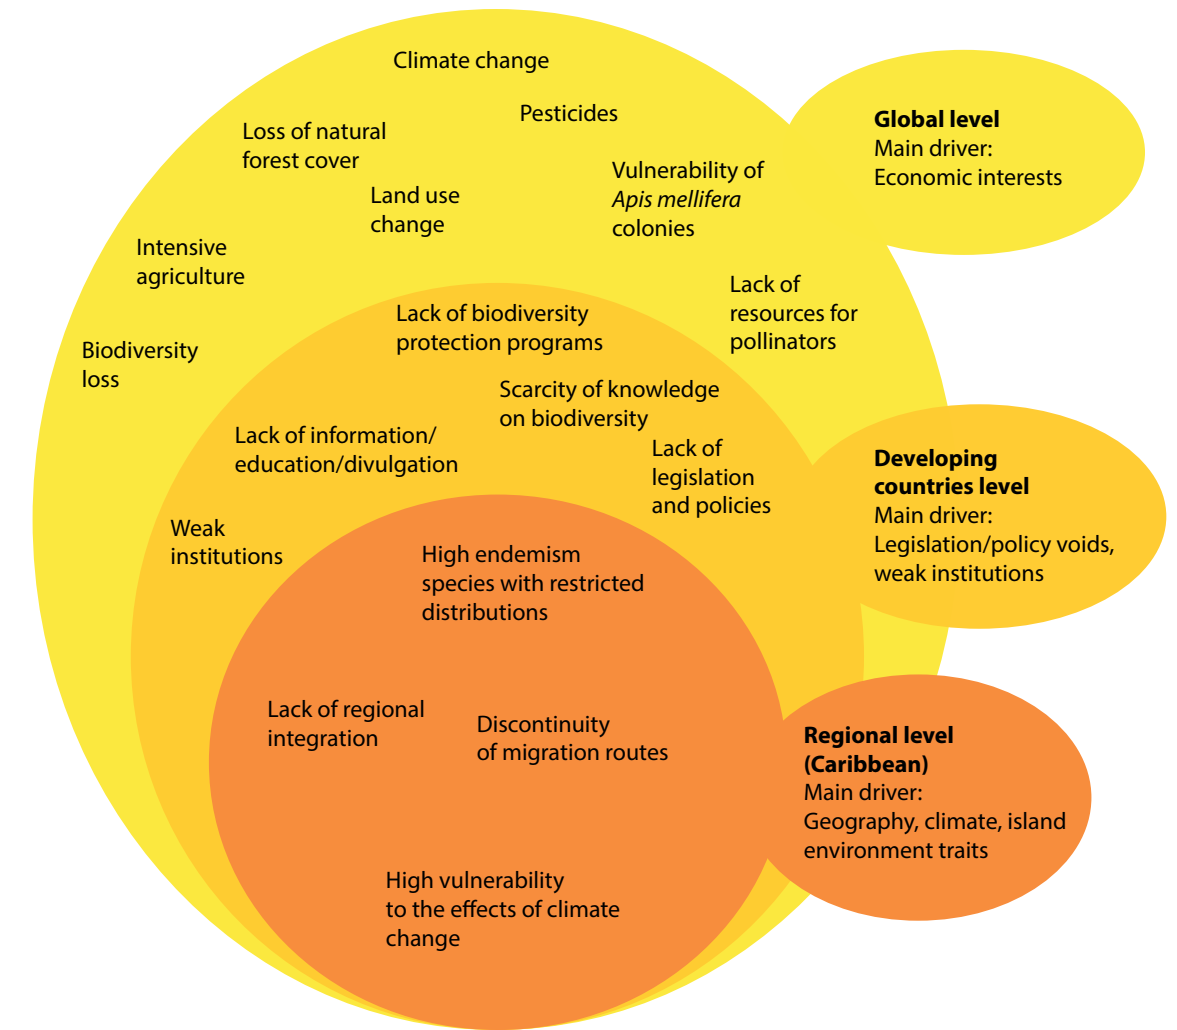 Climate change
Pesticides
Loss of natural
forest cover
Vulnerability of
Apis mellifera
colonies
Land use
change
Intensive
agriculture
Lack of
resources for
pollinators
Biodiversity
loss
Global level
Main driver:
Economic interests
Lack of biodiversity
protection programs
Scarcity of knowledge
on biodiversity
Lack of information/
education/divulgation
Lack of
legislation
and policies
Weak
institutions
Developing
countries level
Main driver:
Legislation/policy voids,
weak institutions
High endemism
species with restricted
distributions
Lack of regional
integration
Discontinuity
of migration routes
High vulnerability
to the effects of climate
change
Regional level
(Caribbean)
Main driver:
Geography, climate, island
environment traits